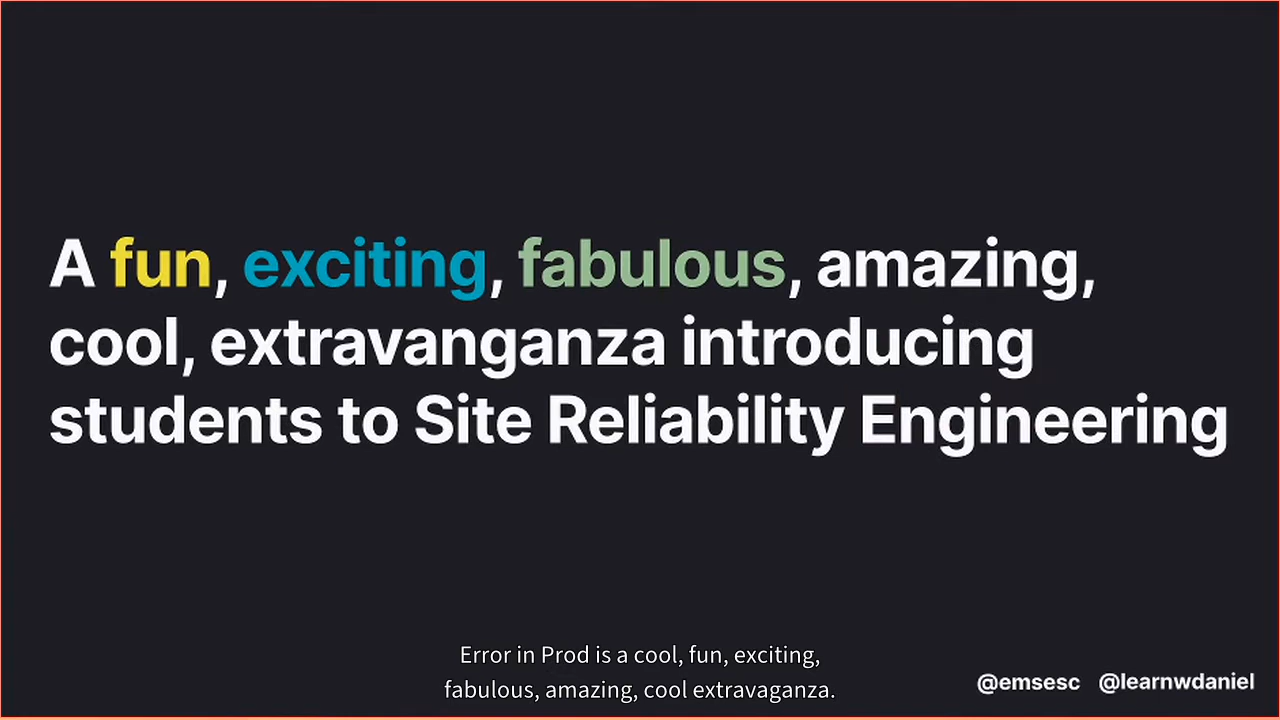 A fun, exciting, fabulous, amazing,
cool, extravanganza introducing
students to Site Reliability Engineering
Error in Prod is a cool, fun, exciting,
fabulous, amazing, cool extravaganza.
@emsesc @learnwdaniel